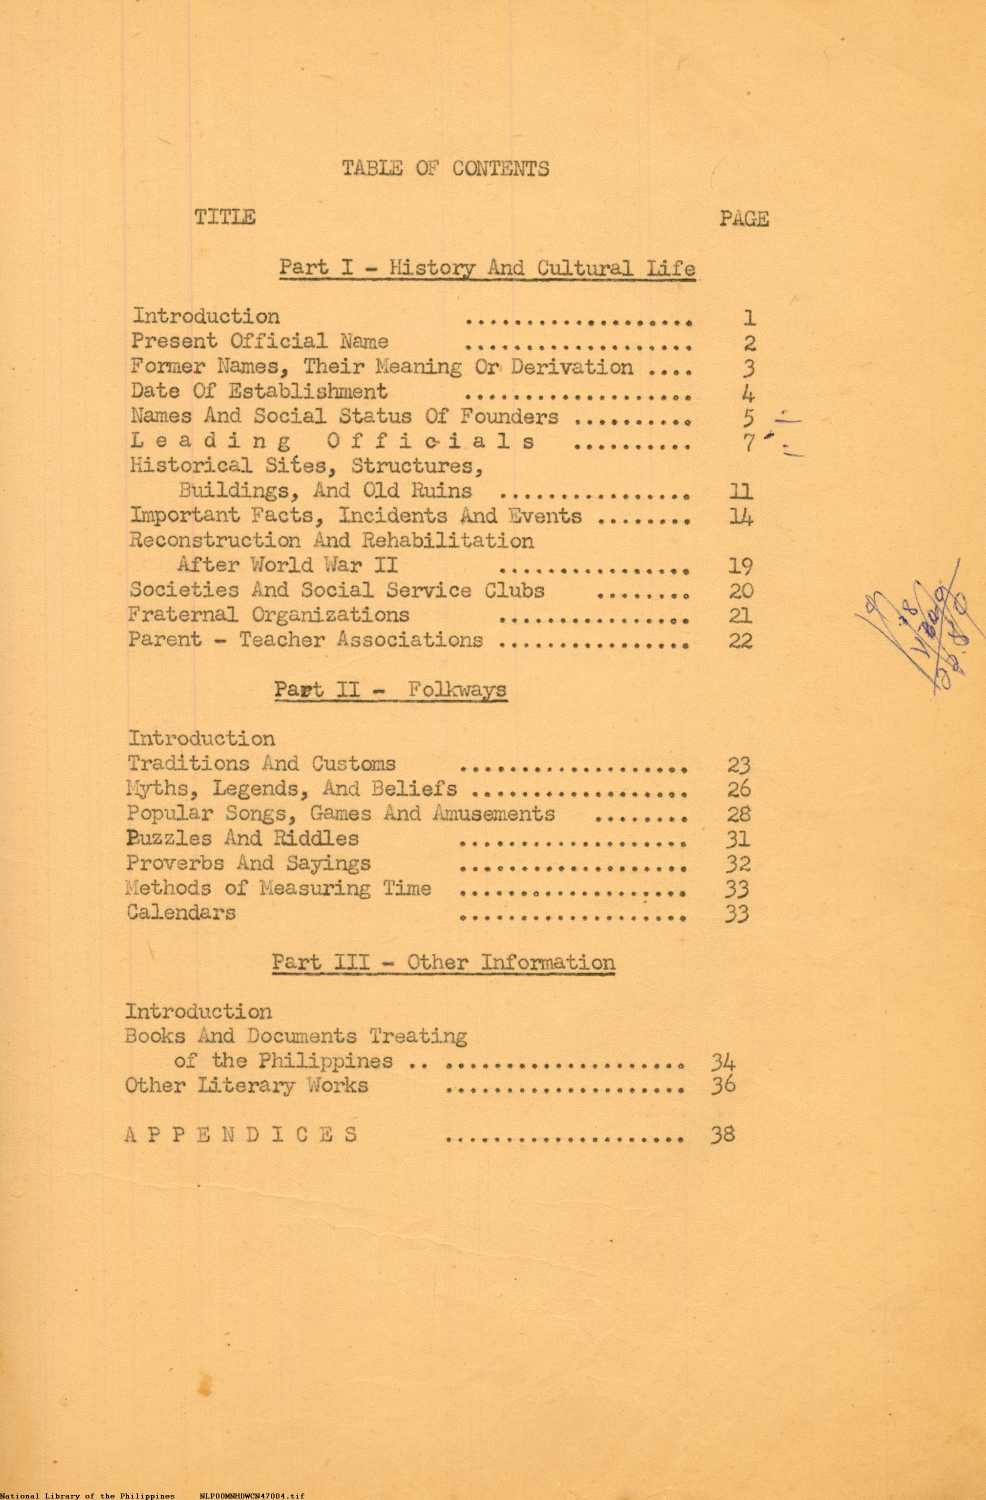 TABLE OF CONTENTS
TITLE PAGE
Part I - History And Cultural Life
Introduction ................... 1
Present Official Name ................... 2
Former Names, Their Meaning Or Derivation .... 3
Date Of Establishment ................... 4
Names And Social Status Of Founders .......... 5
L e a d i n g O f f i c i a l s .......... 7
Historical Sites, Structures,
Buildings, And Old Ruins ................ 11
Important Facts, Incidents And Events ........ 14
Reconstruction And Rehabilitation
After World War II ................ 19
Societies And Social Service Clubs ........ 20
Fraternal Organizations ................ 21
Parent - Teacher Associations ................ 22
Part II - Folkways
Introduction
Traditions And Customs ................... 23
Myths, Legends, And Beliefs .................. 26
Popular Songs, Games And Amusements ........ 28
Puzzles And Riddles ................... 31
Proverbs And Sayings ................... 32
Methods of Measuring Time ................... 33
Calendars ................... 33
Part III - Other Information
Introduction
Books And Documents Treating
of the Philippines .. .................... 34
Other Literary Works .................... 36
A P P E N D I C E S .................... 38
National Library of the Philippines NLPOOMNHDWCN47004.tif